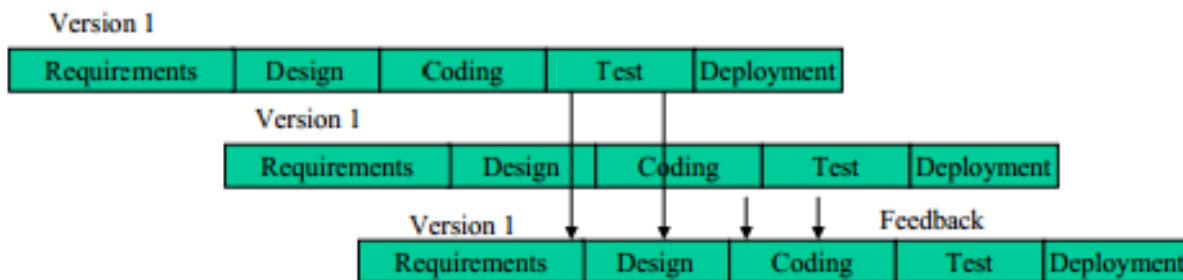 Version 1
Requirements Design Coding Test Deployment
Version 1
Requirements Design Coding Test Deployment
Version 1 Feedback
Requirements Design Coding Test Deployment